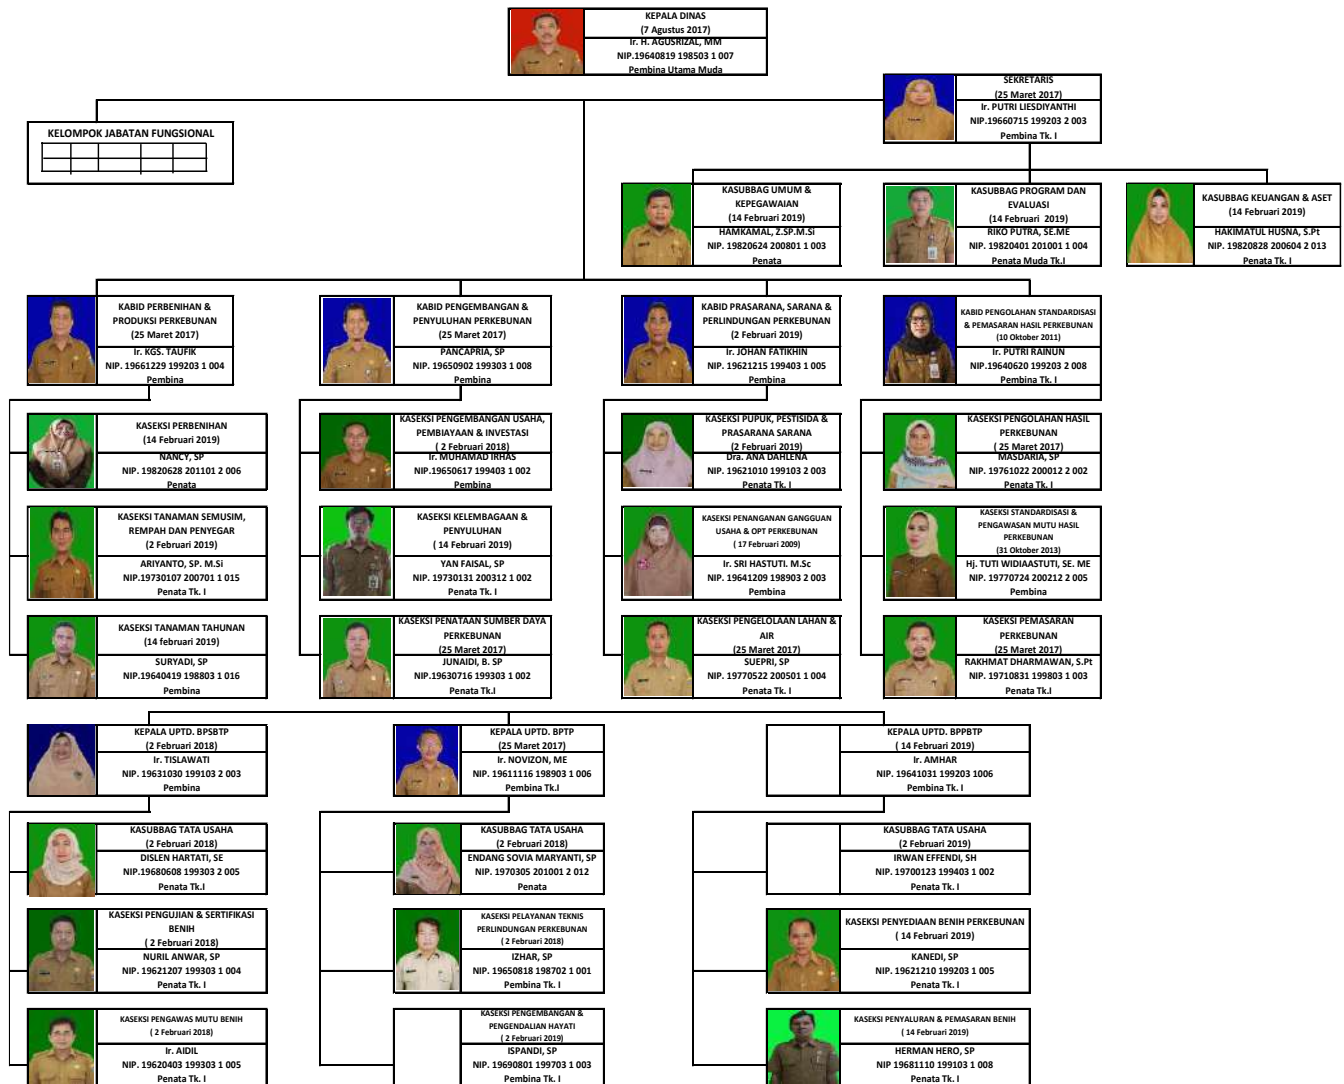 KEPALA DINAS
(7 Agustus 2017)
Ir. H. AGUSRIZAL, MM
NIP.19640819 198503 1 007
Pembina Utama Muda
SEKRETARIS
(25 Maret 2017)
Ir. PUTRI LIESDIYANTHI
NIP.19660715 199203 2 003
Pembina Tk. I
KELOMPOK JABATAN FUNGSIONAL
KASUBBAG UMUM &
KEPEGAWAIAN
(14 Februari 2019)
HAMKAMAL, Z.SP.M.Si
NIP. 19820624 200801 1 003
Penata
KASUBBAG PROGRAM DAN
EVALUASI
(14 Februari  2019)
RIKO PUTRA, SE.ME
NIP. 19820401 201001 1 004
Penata Muda Tk.I
KASUBBAG KEUANGAN & ASET
(14 Februari 2019)
HAKIMATUL HUSNA, S.Pt
NIP. 19820828 200604 2 013
Penata Tk. I
KABID PERBENIHAN &
PRODUKSI PERKEBUNAN
(25 Maret 2017)
Ir. KGS. TAUFIK
NIP. 19661229 199203 1 004
Pembina
KABID PENGEMBANGAN &
PENYULUHAN PERKEBUNAN
(25 Maret 2017)
PANCAPRIA, SP
NIP. 19650902 199303 1 008
Pembina
KABID PRASARANA, SARANA &
PERLINDUNGAN PERKEBUNAN
(2 Februari 2019)
Ir. JOHAN FATIKHIN
NIP. 19621215 199403 1 005
Pembina
KABID PENGOLAHAN STANDARDISASI
& PEMASARAN HASIL PERKEBUNAN
(10 Oktober 2011)
Ir. PUTRI RAINUN
NIP.19640620 199203 2 008
Pembina Tk. I
KASEKSI PERBENIHAN
(14 Februari 2019)
NANCY, SP
NIP. 19820628 201101 2 006
Penata
KASEKSI PENGEMBANGAN USAHA,
PEMBIAYAAN & INVESTASI
( 2 Februari 2018)
Ir. MUHAMAD IRHAS
NIP.19650617 199403 1 002
Pembina
KASEKSI PUPUK, PESTISIDA &
PRASARANA SARANA
(2 Februari 2019)
Dra. ANA DAHLENA
NIP. 19621010 199103 2 003
Penata Tk. I
KASEKSI PENGOLAHAN HASIL
PERKEBUNAN
(25 Maret 2017)
MASDARIA, SP
NIP. 19761022 200012 2 002
Penata Tk. I
KASEKSI TANAMAN SEMUSIM,
REMPAH DAN PENYEGAR
(2 Februari 2019)
ARIYANTO, SP. M.Si
NIP.19730107 200701 1 015
Penata Tk. I
KASEKSI KELEMBAGAAN &
PENYULUHAN
( 14 Februari 2019)
YAN FAISAL, SP
NIP. 19730131 200312 1 002
Penata Tk. I
KASEKSI PENANGANAN GANGGUAN
USAHA & OPT PERKEBUNAN
( 17 Februari 2009)
Ir. SRI HASTUTI. M.Sc
NIP. 19641209 198903 2 003
Pembina
KASEKSI STANDARDISASI &
PENGAWASAN MUTU HASIL
PERKEBUNAN
(31 Oktober 2013)
Hj. TUTI WIDIAASTUTI, SE. ME
NIP. 19770724 200212 2 005
Pembina
KASEKSI TANAMAN TAHUNAN
(14 februari 2019)
SURYADI, SP
NIP.19640419 198803 1 016
Pembina
KASEKSI PENATAAN SUMBER DAYA
PERKEBUNAN
(25 Maret 2017)
JUNAIDI, B. SP
NIP.19630716 199303 1 002
Penata Tk.I
KASEKSI PENGELOLAAN LAHAN &
AIR
(25 Maret 2017)
SUEPRI, SP
NIP. 19770522 200501 1 004
Penata Tk. I
KASEKSI PEMASARAN
PERKEBUNAN
(25 Maret 2017)
RAKHMAT DHARMAWAN, S.Pt
NIP. 19710831 199803 1 003
Penata Tk.I
KEPALA UPTD. BPSBTP
(2 Februari 2018)
Ir. TISLAWATI
NIP. 19631030 199103 2 003
Pembina
KEPALA UPTD. BPTP
(25 Maret 2017)
Ir. NOVIZON, ME
NIP. 19611116 198903 1 006
Pembina Tk.I
KEPALA UPTD. BPPBTP
( 14 Februari 2019)
Ir. AMHAR
NIP. 19641031 199203 1006
Pembina Tk. I
KASUBBAG TATA USAHA
(2 Februari 2018)
DISLEN HARTATI, SE
NIP.19680608 199303 2 005
Penata Tk.I
KASUBBAG TATA USAHA
(2 Februari 2018)
ENDANG SOVIA MARYANTI, SP
NIP. 1970305 201001 2 012
Penata
KASUBBAG TATA USAHA
(2 Februari 2019)
IRWAN EFFENDI, SH
NIP. 19700123 199403 1 002
Penata Tk. I
KASEKSI PENGUJIAN & SERTIFIKASI
BENIH
( 2 Februari 2018)
NURIL ANWAR, SP
NIP. 19621207 199303 1 004
Penata Tk. I
KASEKSI PELAYANAN TEKNIS
PERLINDUNGAN PERKEBUNAN
( 2 Februari 2018)
IZHAR, SP
NIP. 19650818 198702 1 001
Pembina Tk. I
KASEKSI PENYEDIAAN BENIH PERKEBUNAN
( 14 Februari 2019)
KANEDI, SP
NIP. 19621210 199203 1 005
Penata Tk. I
KASEKSI PENGAWAS MUTU BENIH
( 2 Februari 2018)
Ir. AIDIL
NIP. 19620403 199303 1 005
Penata Tk. I
KASEKSI PENGEMBANGAN &
PENGENDALIAN HAYATI
( 2 Februari 2019)
ISPANDI, SP
NIP. 19690801 199703 1 003
Pembina Tk. I
KASEKSI PENYALURAN & PEMASARAN BENIH
( 14 Februari 2019)
HERMAN HERO, SP
NIP 19681110 199103 1 008
Penata Tk. I